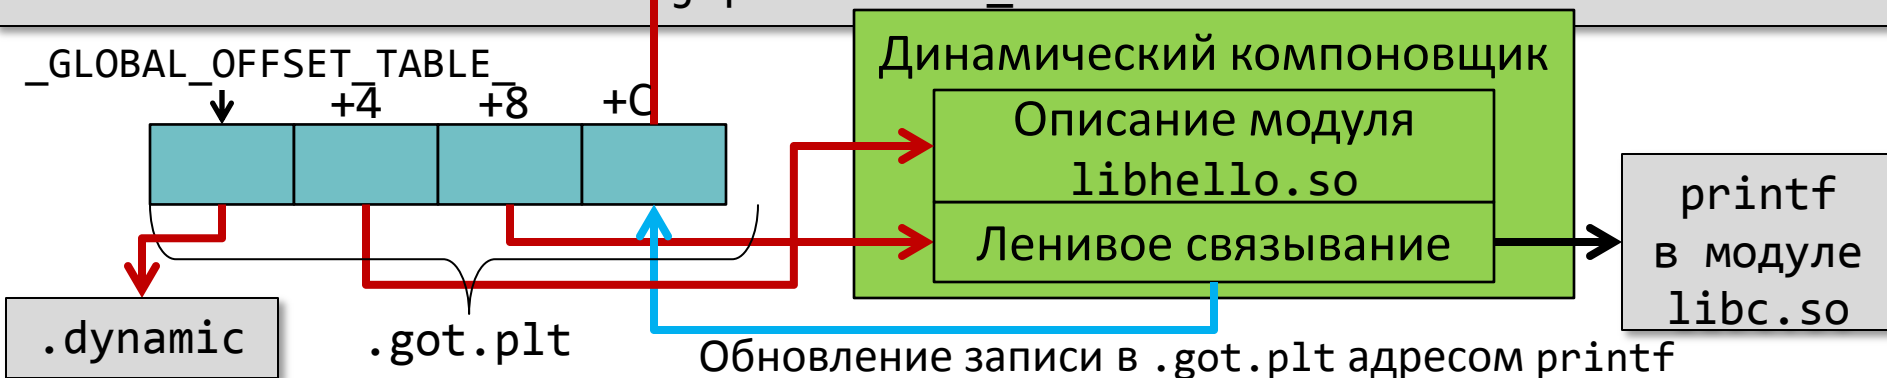 _GLOBAL_OFFSET_TABLE_
+4 +8 +C
Динамический компоновщик
Описание модуля
libhello.so
Ленивое связывание
printf
в модуле
libc.so
.dynamic
.got.plt
Обновление записи в .got.plt адресом printf